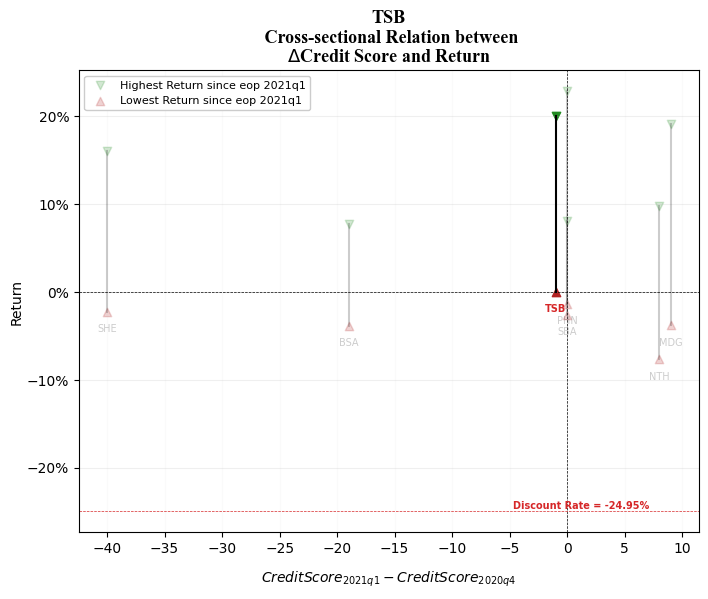 TSB
Cross-sectional Relation between
ΔCredit Score and Return
Highest Return since eop 2021q1
Lowest Return since eop 2021q1
Return
20%
10%
0%
−10%
−20%
SHE
BSA
TSB
MDG
NTH
Discount Rate = -24.95%
−40
−35
−30
−25
−20
−15
−10
−5
0
5
10
CreditScore2021q1 − CreditScore2020q4